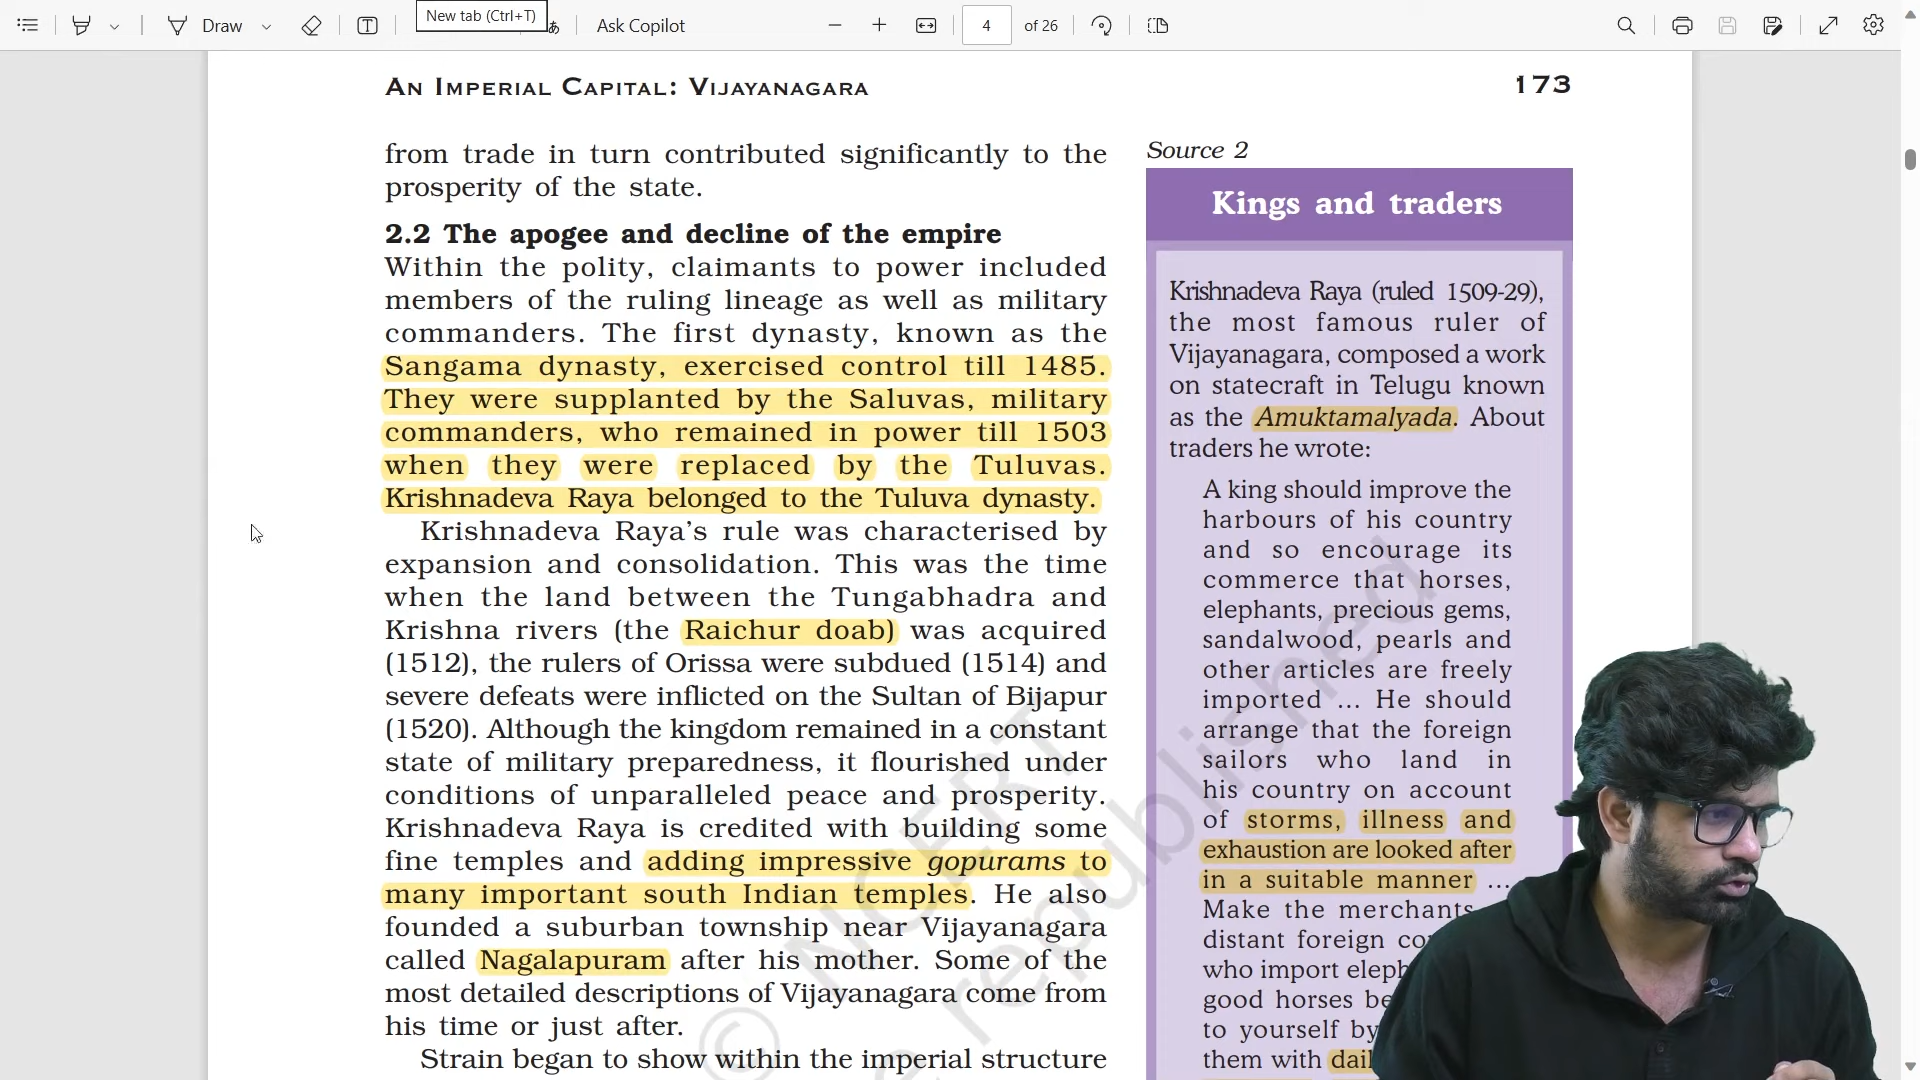 Draw
New tab (Ctrl+T)
Ask Copilot
4
of 26
AN IMPERIAL CAPITAL: VIJAYANAGARA
173
from trade in turn contributed significantly to the
prosperity of the state.
2.2 The apogee and decline of the empire
Within the polity, claimants to power included
members of the ruling lineage as well as military
commanders. The first dynasty, known as the
Sangama dynasty, exercised control till 1485.
They were supplanted by the Saluvas, military
commanders, who remained in power till 1503
when they were replaced by the Tuluvas.
Krishnadeva Raya belonged to the Tuluva dynasty.
Krishnadeva Raya's rule was characterised by
expansion and consolidation. This was the time
when the land between the Tungabhadra and
Krishna rivers (the Raichur doab) was acquired
(1512), the rulers of Orissa were subdued (1514) and
severe defeats were inflicted on the Sultan of Bijapur
(1520). Although the kingdom remained in a constant
state of military preparedness, it flourished under
conditions of unparalleled peace and prosperity.
Krishnadeva Raya is credited with building some
fine temples and adding impressive gopurams to
many important south Indian temples. He also
founded a suburban township near Vijayanagara
called Nagalapuram after his mother. Some of the
most detailed descriptions of Vijayanagara come from
his time or just after.
Strain began to show within the imperial structure
Source 2
Kings and traders
Krishnadeva Raya (ruled 1509-29),
the most famous ruler of
Vijayanagara, composed a work
on statecraft in Telugu known
as the Amuktamalyada. About
traders he wrote:
A king should improve the
harbours of his country
and so encourage its
commerce that horses,
elephants, precious gems,
sandalwood, pearls and
other articles are freely
imported ... He should
arrange that the foreign
sailors who land in
his country on account
of storms, illness and
exhaustion are looked after
in a suitable manner ...
Make the merchants
distant foreign
who import
good horses
to yourself by
them with
© NCERT
republished